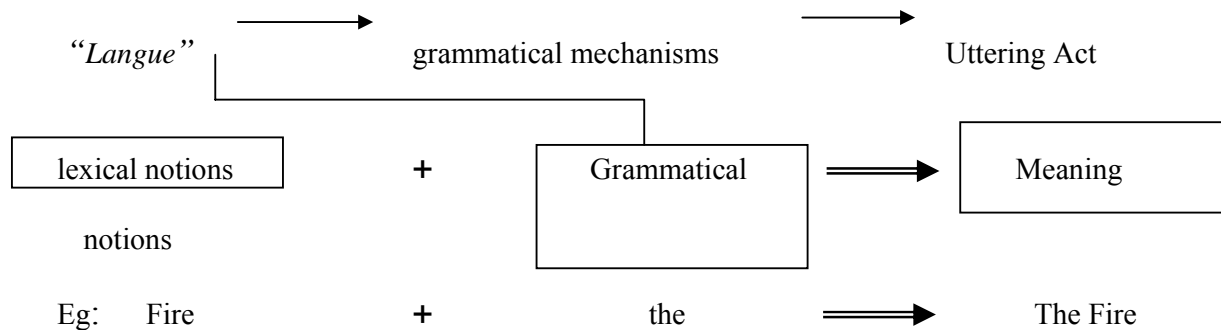 “Langue” grammatical mechanisms Uttering Act
lexical notions + Grammatical Meaning
notions
Eg: Fire + the The Fire